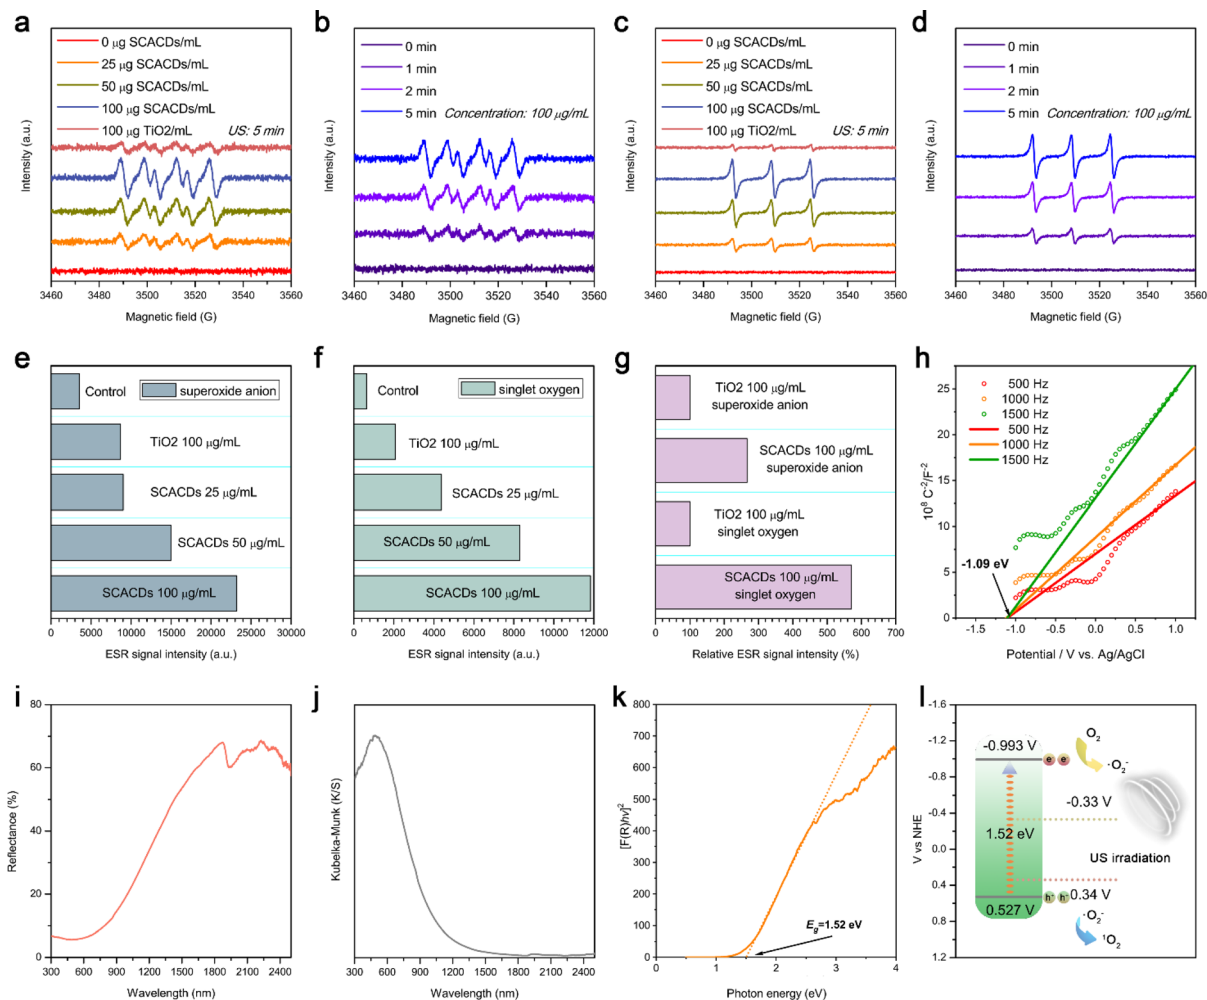 a
0 μg SCACDs/mL
25 μg SCACDs/mL
50 μg SCACDs/mL
100 μg SCACDs/mL
100 μg TiO2/mL
US: 5 min
Intensity (a.u.)
3460 3500 3520 3540 3560
Magnetic field (G)
b
0 min
1 min
2 min
5 min
Concentration: 100 μg/mL
Intensity (a.u.)
3460 3500 3520 3540 3560
Magnetic field (G)
c
0 μg SCACDs/mL
25 μg SCACDs/mL
50 μg SCACDs/mL
100 μg SCACDs/mL
100 μg TiO2/mL
US: 5 min
Intensity (a.u.)
3460 3500 3520 3540 3560
Magnetic field (G)
d
0 min
1 min
2 min
5 min
Concentration: 100 μg/mL
Intensity (a.u.)
3460 3500 3520 3540 3560
Magnetic field (G)
e
superoxide anion
Control
TiO2 100 μg/mL
SCACDs 25 μg/mL
SCACDs 50 μg/mL
SCACDs 100 μg/mL
0 5000 10000 15000 20000 25000 30000
ESR signal intensity (a.u.)
f
singlet oxygen
Control
TiO2 100 μg/mL
SCACDs 25 μg/mL
SCACDs 50 μg/mL
SCACDs 100 μg/mL
0 2000 4000 6000 8000 10000 12000
ESR signal intensity (a.u.)
g
TiO2 100 μg/mL
superoxide anion
SCACDs 100 μg/mL
superoxide anion
TiO2 100 μg/mL
singlet oxygen
SCACDs 100 μg/mL
singlet oxygen
0 100 200 300 400 500 600 700
Relative ESR signal intensity (%)
h
500 Hz
1000 Hz
1500 Hz
500 Hz
1000 Hz
1500 Hz
-1.09 eV
10⁸ C⁻²/F⁻²
25
20
15
10
5
0
-1.5 -1.0 -0.5 0.0 0.5 1.0
Potential / V vs. Ag/AgCl
i
Reflectance (%)
80
60
40
20
0
300 600 900 1200 1500 1800 2100 2400
Wavelength (nm)
j
Kubelka-Munk (K/S)
300 600 900 1200 1500 1800 2100 2400
Wavelength (nm)
k
[F(R)hv]²
800
700
600
500
400
300
200
100
0
Eg=1.52 eV
0 1 2 3 4
Photon energy (eV)
l
V vs NHE
-1.6
-1.2
-0.8
-0.4
0.0
0.4
0.8
1.2
-0.993 V
e⁻ e⁻
O₂
·O₂⁻
-0.33 V
1.52 eV
US irradiation
0.34 V
0.527 V
h⁺ h⁺
·O₂⁻
¹O₂